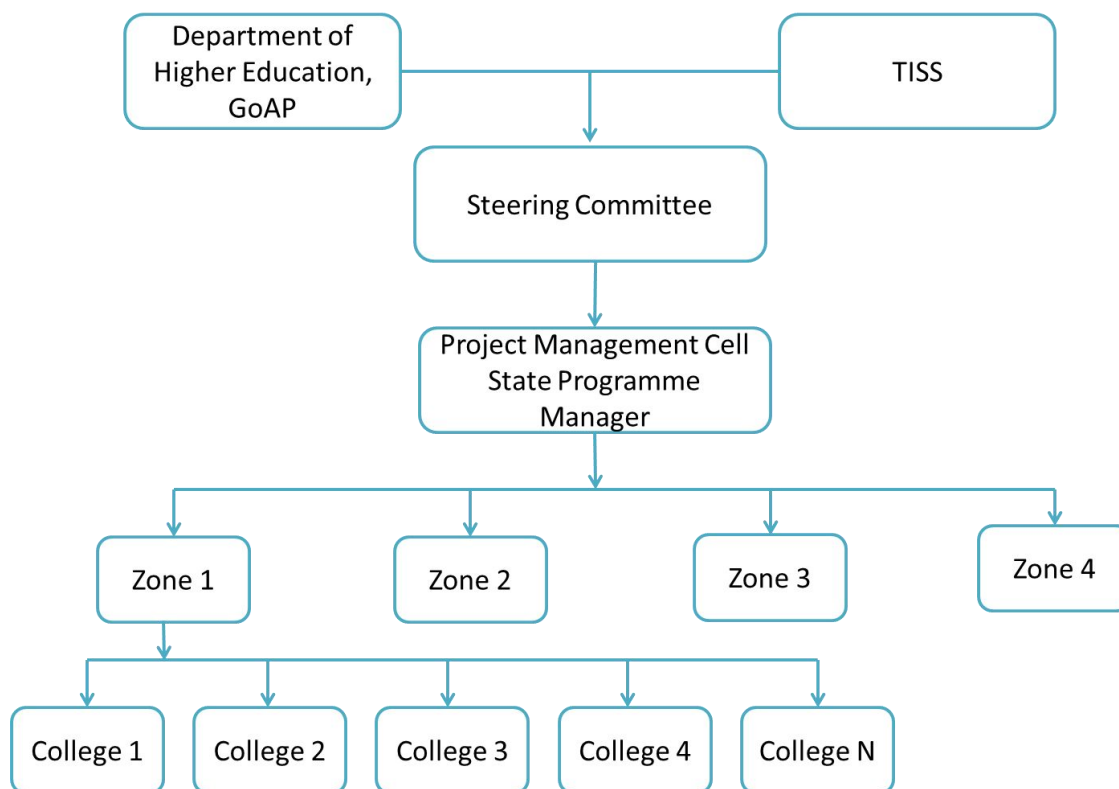 Department of
Higher Education,
GoAP
TISS
Steering Committee
Project Management Cell
State Programme
Manager
Zone 1
Zone 2
Zone 3
Zone 4
College 1
College 2
College 3
College 4
College N